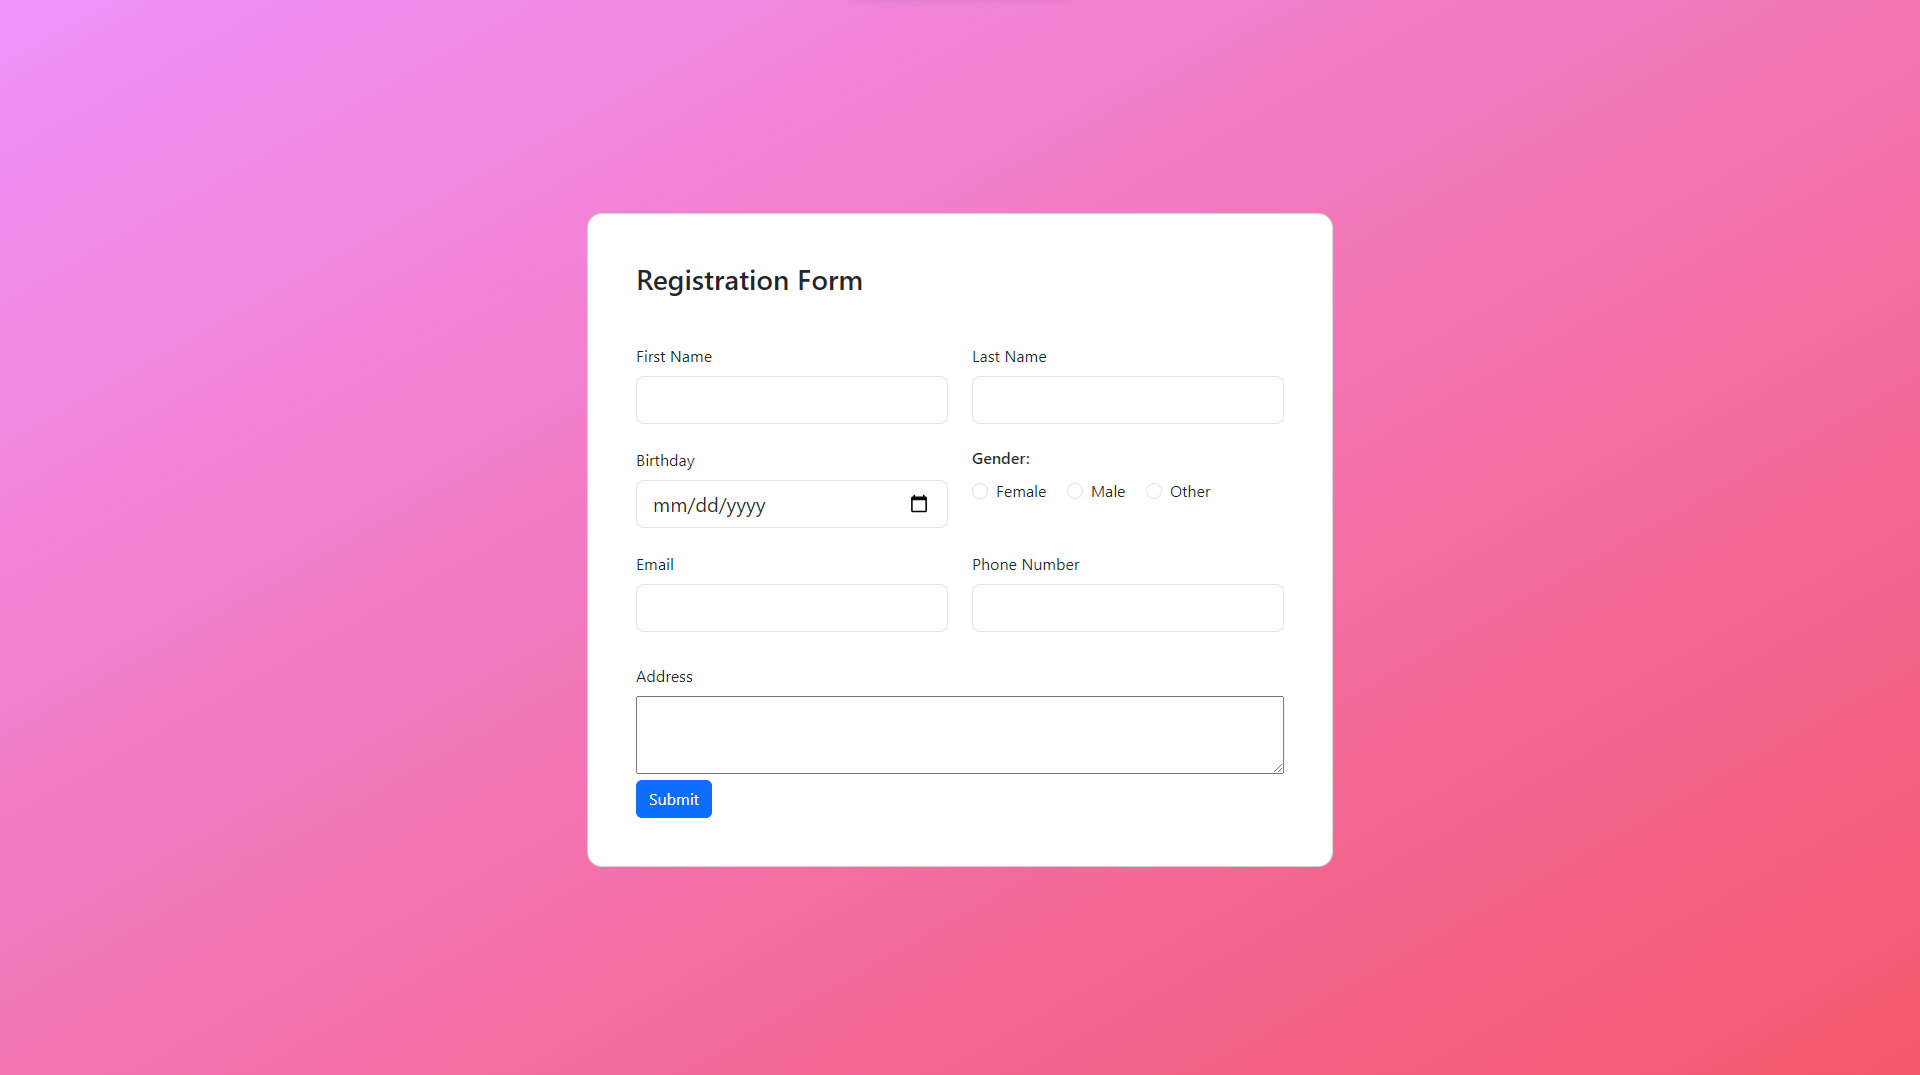 Registration Form
First Name Last Name
Birthday Gender:
mm/dd/yyyy Female Male Other
Email Phone Number
Address
Submit